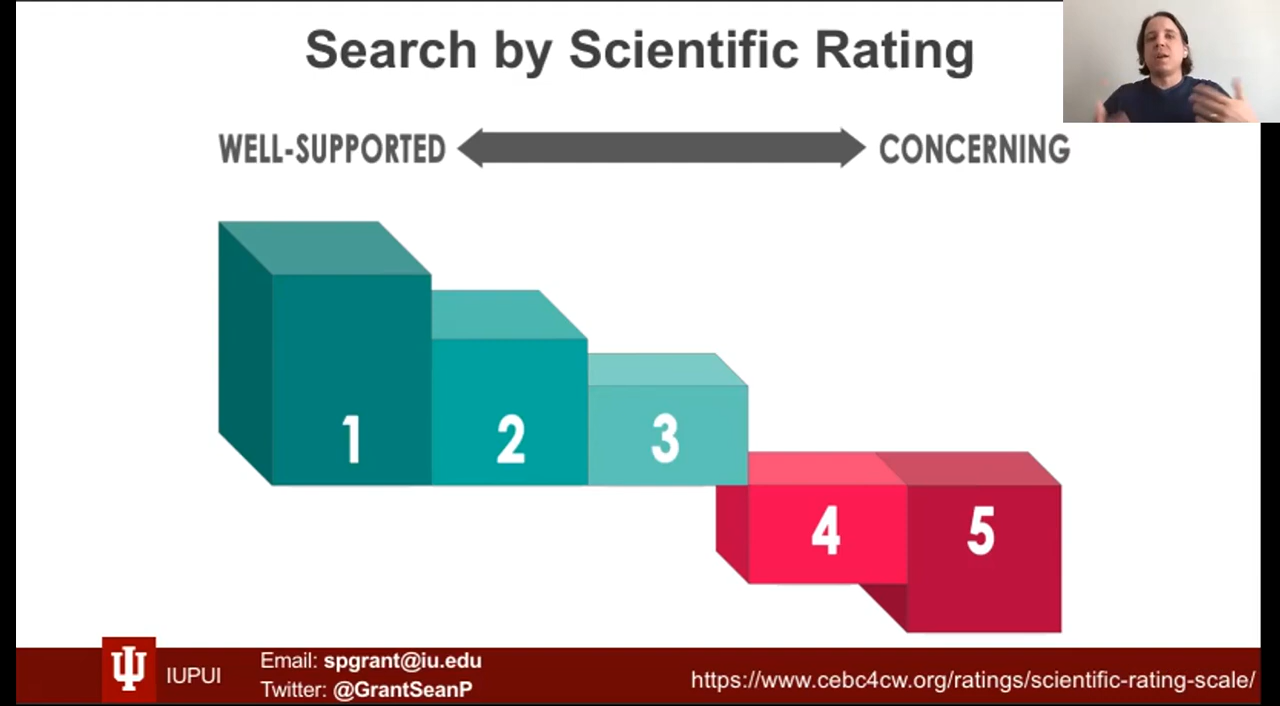 Search by Scientific Rating
WELL-SUPPORTED
CONCERNING
1
2
3
4
5
IUPUI
Email: spgrant@iu.edu
Twitter: @GrantSeanP
https://www.cebc4cw.org/ratings/scientific-rating-scale/